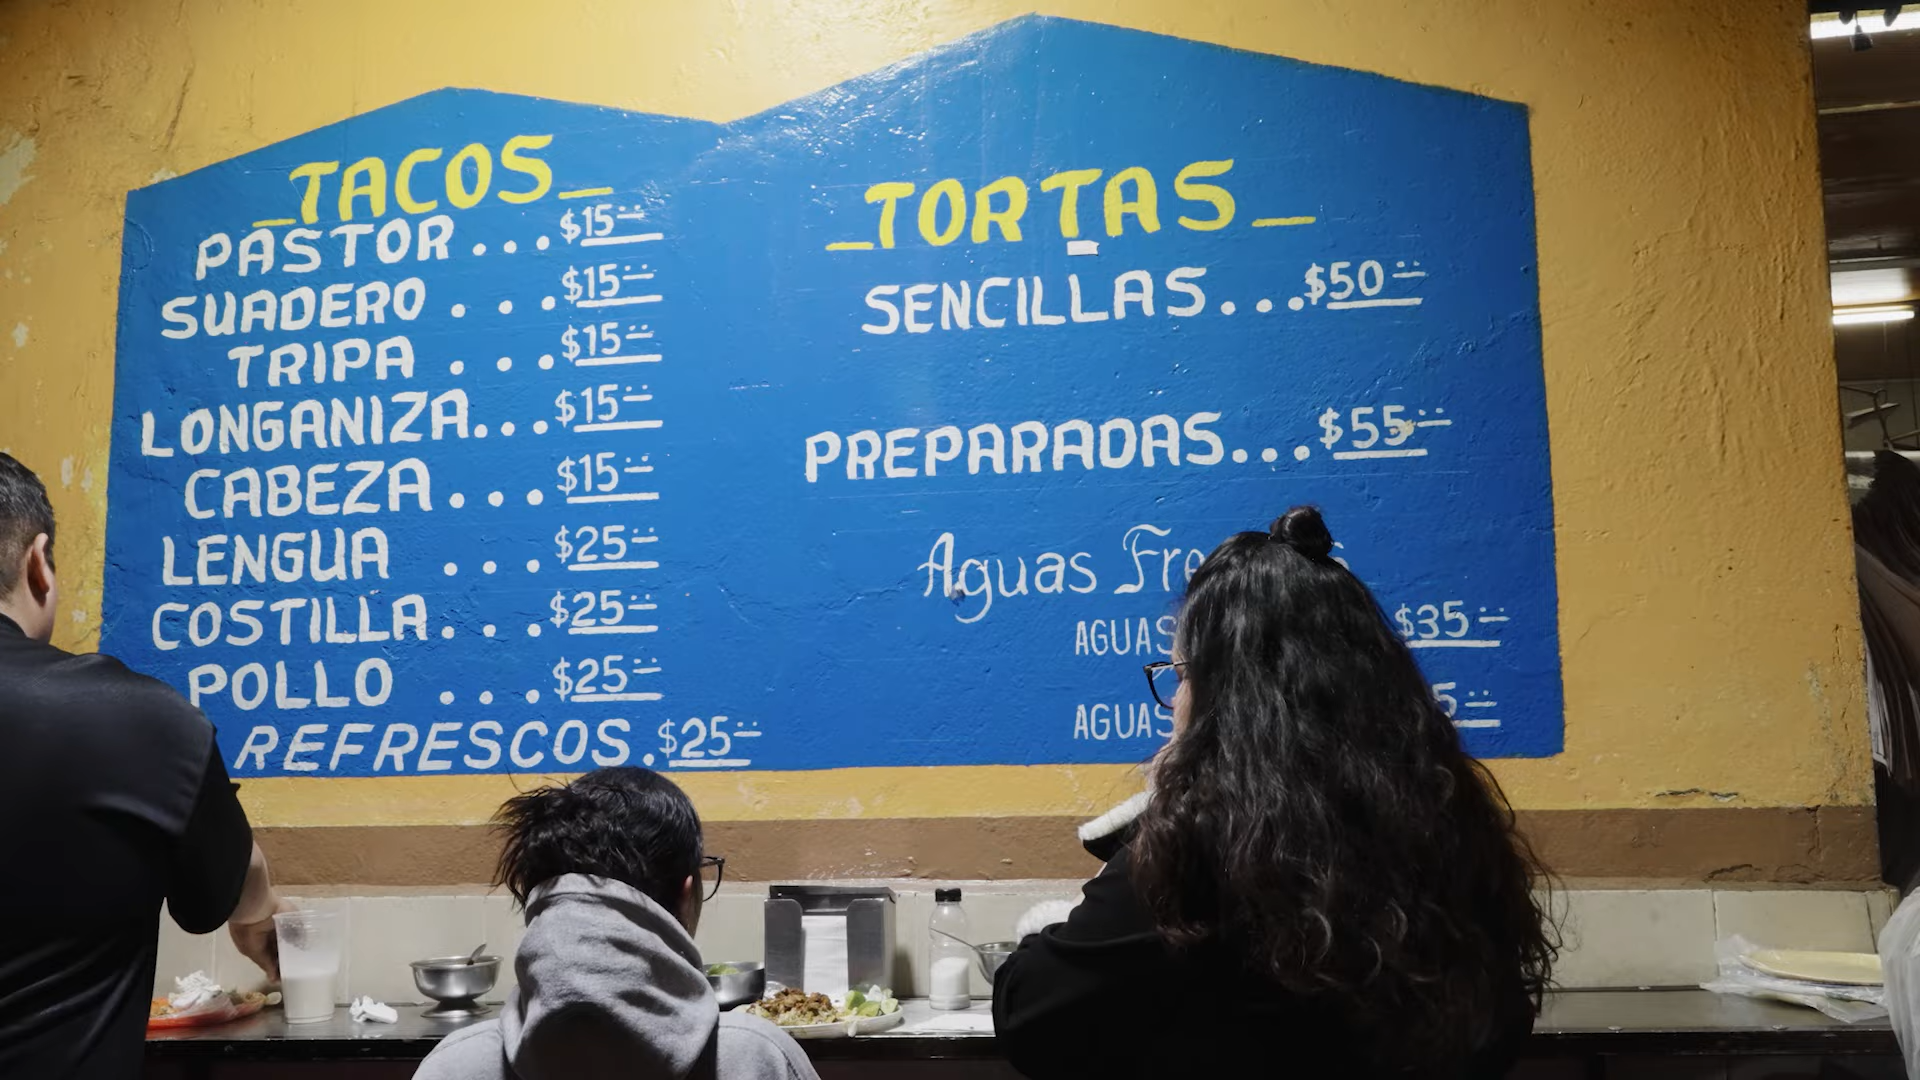 TACOS
PASTOR...$15
SUADERO...$15
TRIPA...$15
LONGANIZA...$15
CABEZA...$15
LENGUA...$25
COSTILLA...$25
POLLO...$25
REFRESCOS.$25
TORTAS
SENCILLAS...$50
PREPARADAS...$55
Aguas
AGUAS $35
AGUAS